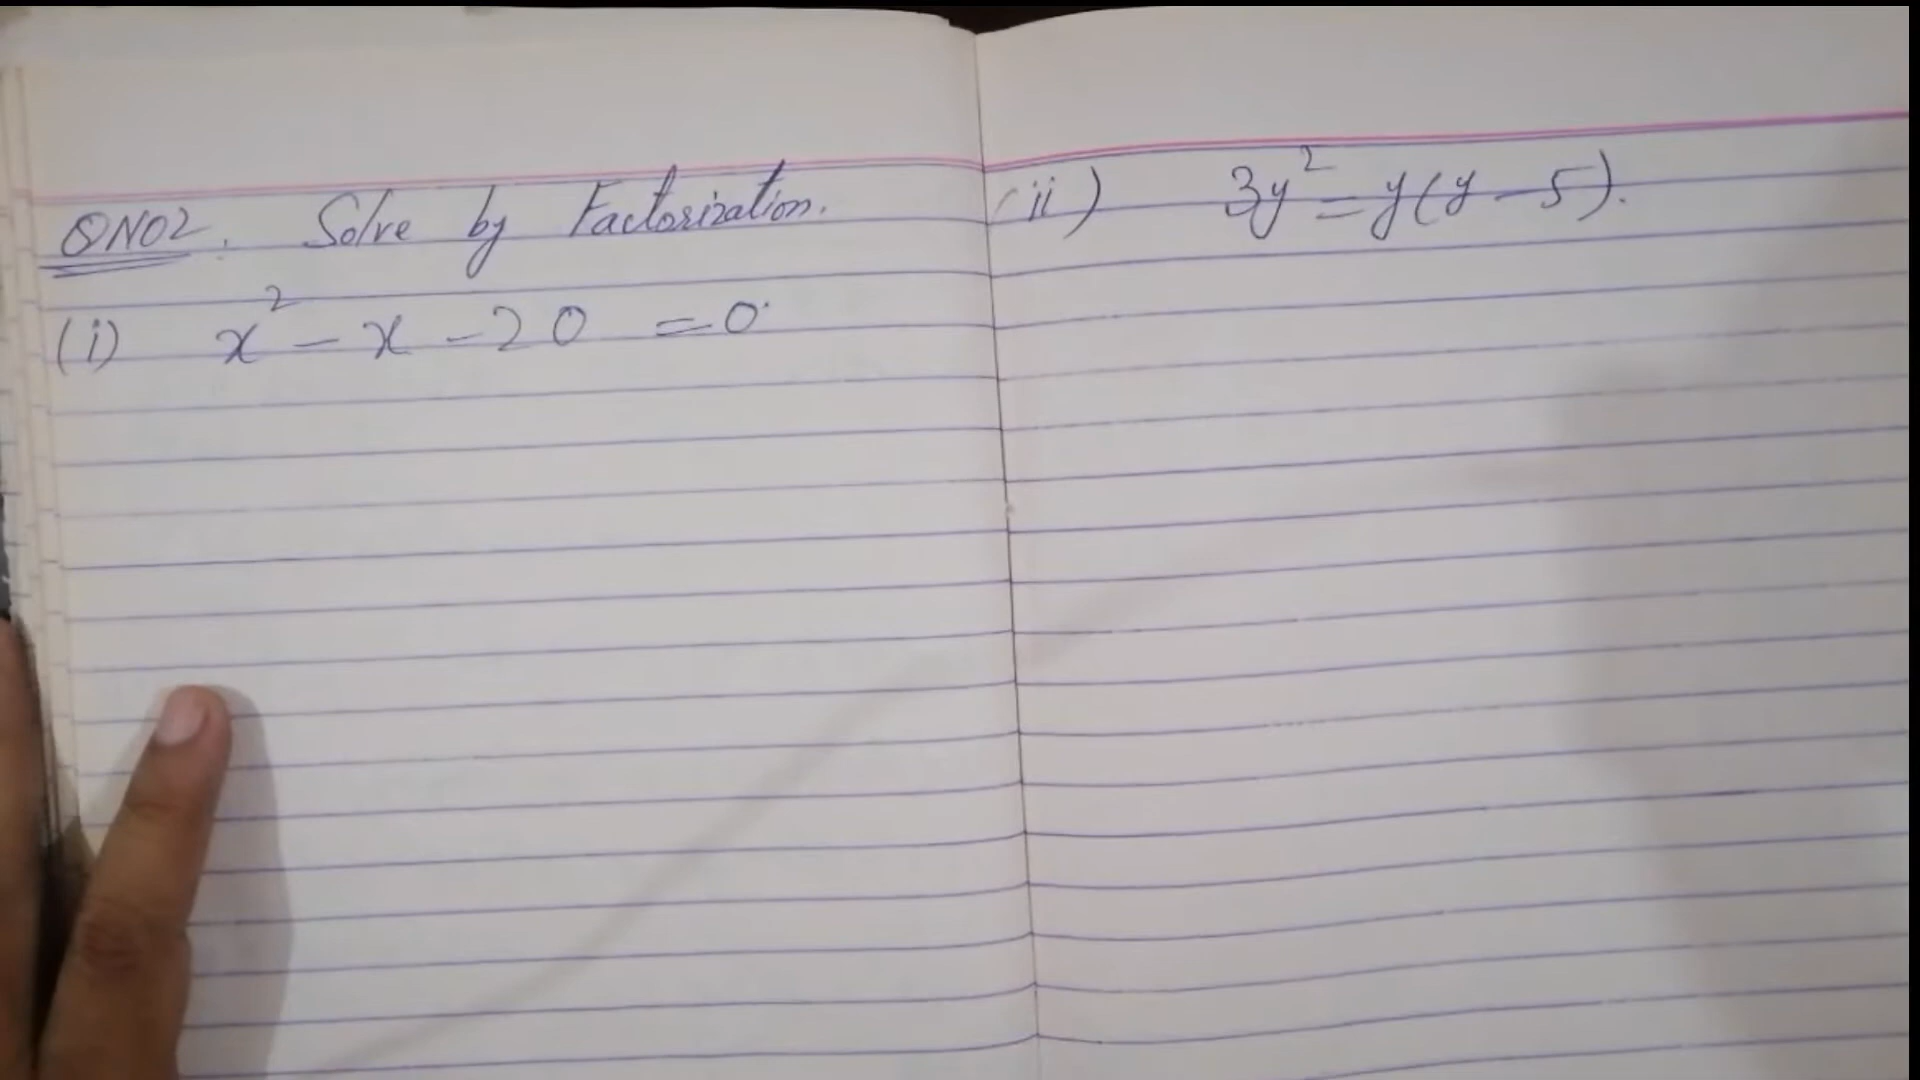 QNO2. Solve by Factorization.
(i) x² - x - 20 = 0.
(ii) 3y² = y(y - 5).